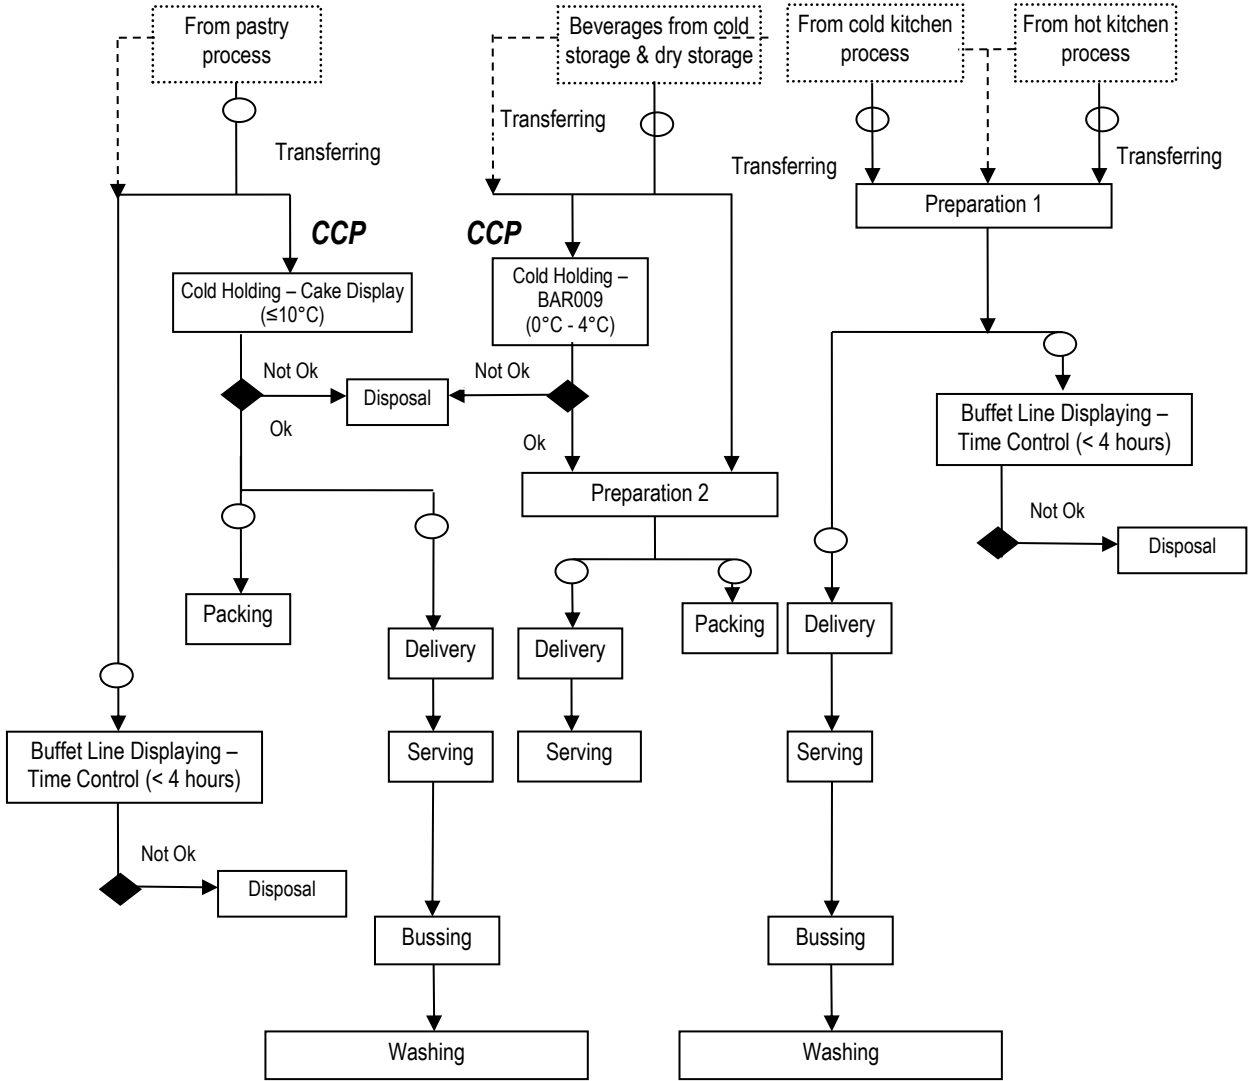 From pastry
process
Beverages from cold
storage & dry storage
From cold kitchen
process
From hot kitchen
process
Transferring
Transferring
Transferring
Transferring
Preparation 1
CCP
CCP
Cold Holding – Cake Display
(≤10°C)
Cold Holding –
BAR009
(0°C - 4°C)
Not Ok
Disposal
Not Ok
Ok
Ok
Buffet Line Displaying –
Time Control (< 4 hours)
Preparation 2
Not Ok
Disposal
Packing
Delivery
Delivery
Packing
Delivery
Buffet Line Displaying –
Time Control (< 4 hours)
Serving
Serving
Serving
Not Ok
Disposal
Bussing
Bussing
Washing
Washing